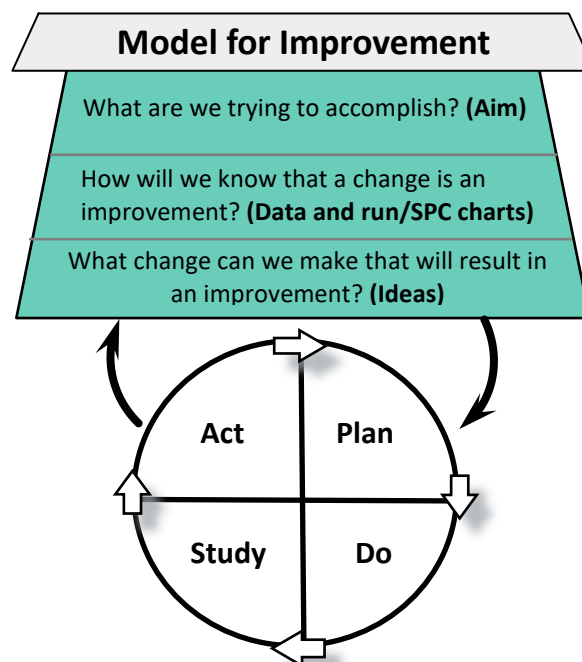 Model for Improvement
What are we trying to accomplish? (Aim)
How will we know that a change is an
improvement? (Data and run/SPC charts)
What change can we make that will result in
an improvement? (Ideas)
Act
Plan
Study
Do